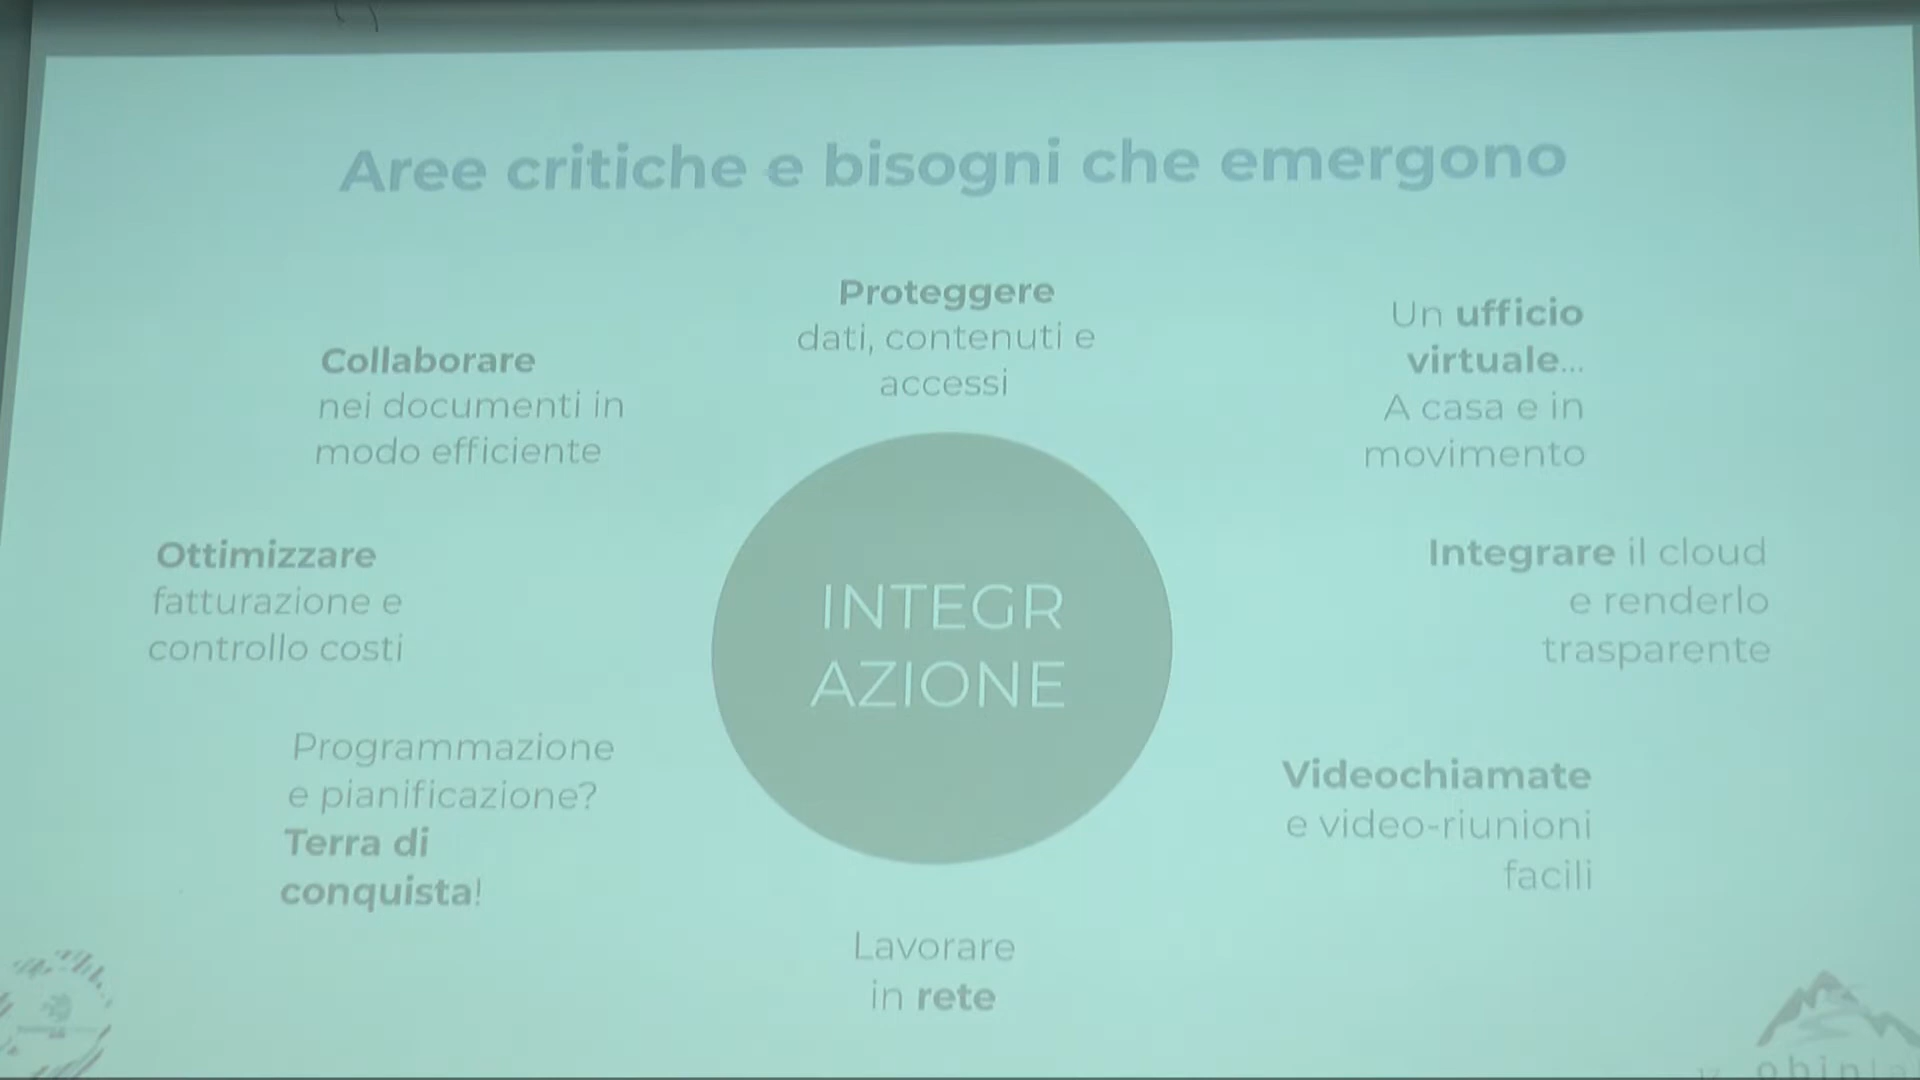 Aree critiche e bisogni che emergono
Proteggere
dati, contenuti e
accessi
Un ufficio
virtuale...
A casa e in
movimento
Collaborare
nei documenti in
modo efficiente
Ottimizzare
fatturazione e
controllo costi
INTEGR
AZIONE
Integrare il cloud
e renderlo
trasparente
Programmazione
e pianificazione?
Terra di
conquista!
Videochiamate
e video-riunioni
facili
Lavorare
in rete